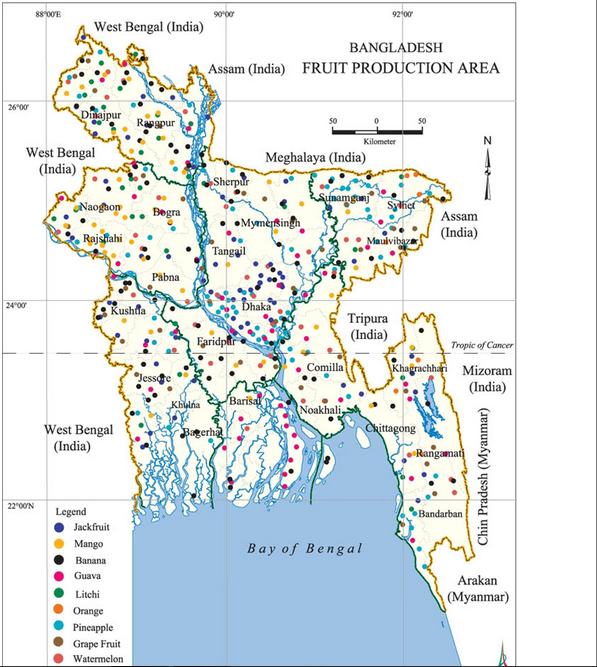 88°00'E
90°00'
92°00'
West Bengal (India)
BANGLADESH
FRUIT PRODUCTION AREA
Assam (India)
26°00'
Dinajpur
Rangpur
50 0 50
Kilometer
N
West Bengal
(India)
Meghalaya (India)
Sherpur
Sunamganj
Sylhet
Naogaon
Bogra
Mymensingh
Assam
(India)
Rajshahi
Maulvibazar
Tangail
Pabna
24°00'
Kushtia
Dhaka
Tripura
(India)
Faridpur
Tropic of Cancer
Comilla
Khagrachhari
Mizoram
(India)
Jessore
Khulna
Barisal
Noakhali
West Bengal
(India)
Bagerhat
Chittagong
Rangamati
Chin Pradesh (Myanmar)
22°00'N
Bandarban
Legend
Jackfruit
Mango
Banana
Guava
Litchi
Orange
Pineapple
Grape Fruit
Watermelon
Bay of Bengal
Arakan
(Myanmar)